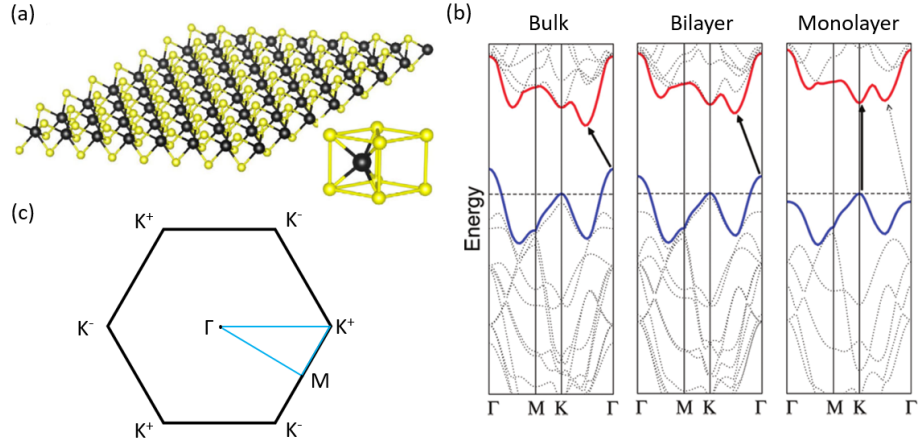 (a)
(b)
Bulk Bilayer Monolayer
Energy
Γ M K Γ Γ M K Γ Γ M K Γ
(c)
K⁺ K⁻
K⁻ Γ K⁺
M
K⁺ K⁻